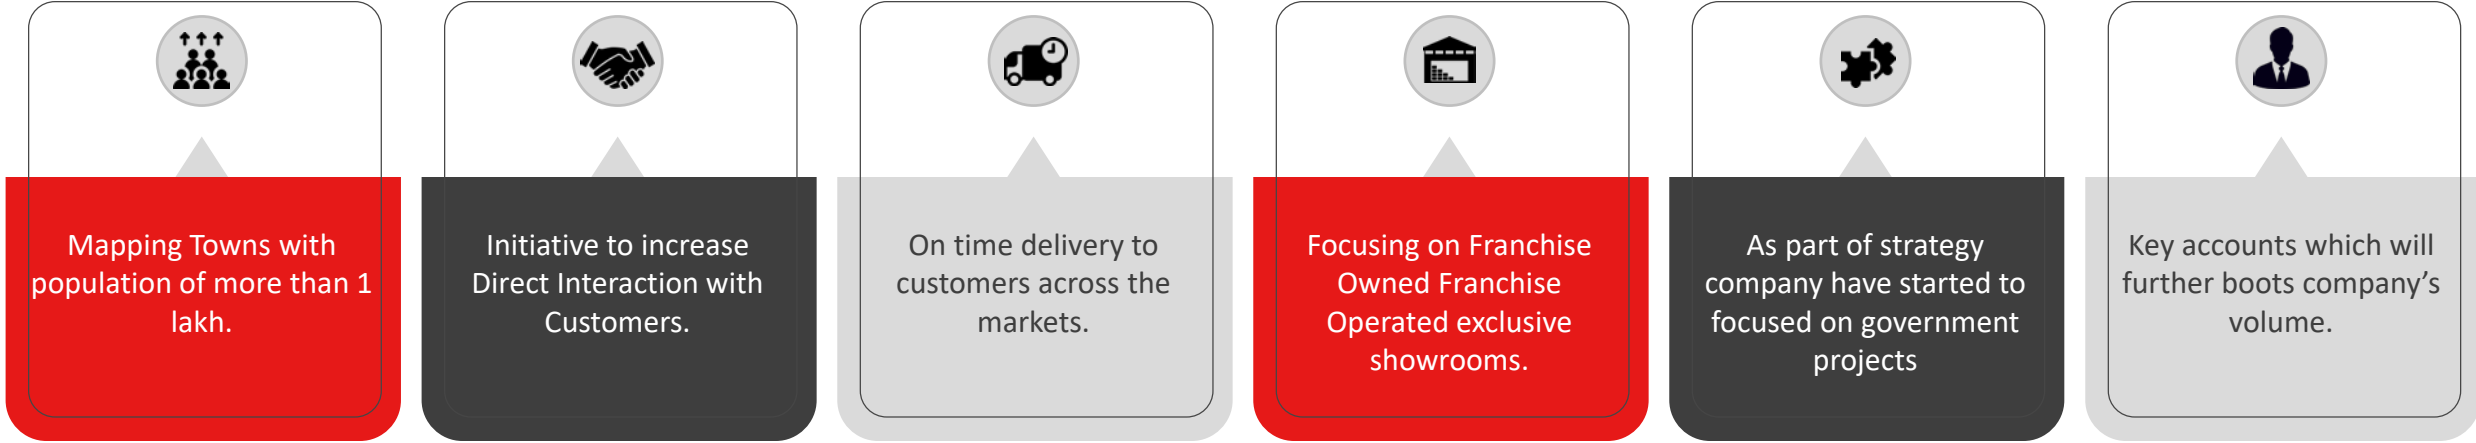 Mapping Towns with
population of more than 1
lakh.
Initiative to increase
Direct Interaction with
Customers.
On time delivery to
customers across the
markets.
Focusing on Franchise
Owned Franchise
Operated exclusive
showrooms.
As part of strategy
company have started to
focused on government
projects
Key accounts which will
further boots company’s
volume.